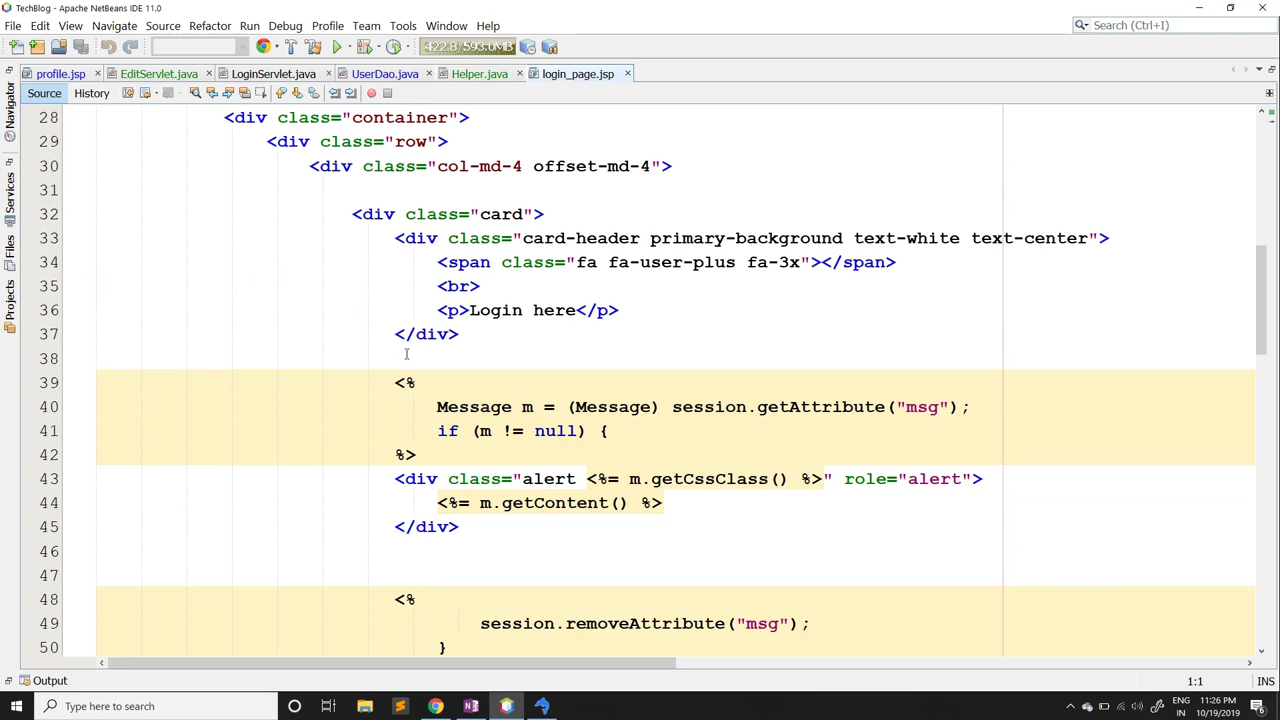 TechBlog - Apache NetBeans IDE 11.0
File Edit View Navigate Source Refactor Run Debug Profile Team Tools Window Help
Search (Ctrl+I)
422.8/593.0MB
profile.jsp EditServlet.java LoginServlet.java UserDao.java Helper.java login_page.jsp
Source History
Navigator
Services
Files
Projects
28 <div class="container">
29 <div class="row">
30 <div class="col-md-4 offset-md-4">
31
32 <div class="card">
33 <div class="card-header primary-background text-white text-center">
34 <span class="fa fa-user-plus fa-3x"></span>
35 <br>
36 <p>Login here</p>
37 </div>
38
39 <%
40 Message m = (Message) session.getAttribute("msg");
41 if (m != null) {
42 %>
43 <div class="alert <%= m.getCssClass() %>" role="alert">
44 <%= m.getContent() %>
45 </div>
46
47
48 <%
49 session.removeAttribute("msg");
50 }
Output
1:1 INS
Type here to search
ENG 11:26 PM
IN 10/19/2019